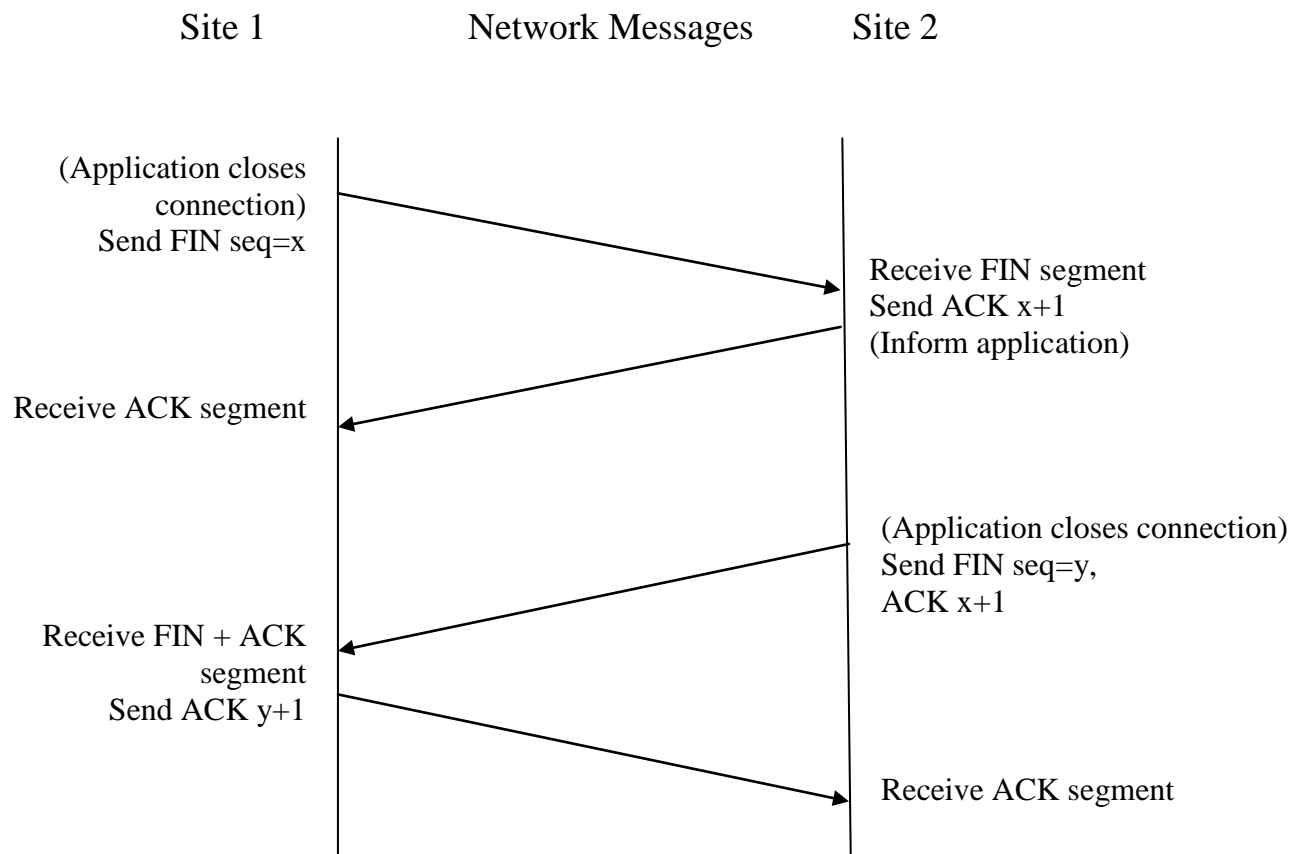 Site 1 Network Messages Site 2
(Application closes
connection)
Send FIN seq=x
Receive FIN segment
Send ACK x+1
(Inform application)
Receive ACK segment
(Application closes connection)
Send FIN seq=y,
ACK x+1
Receive FIN + ACK
segment
Send ACK y+1
Receive ACK segment